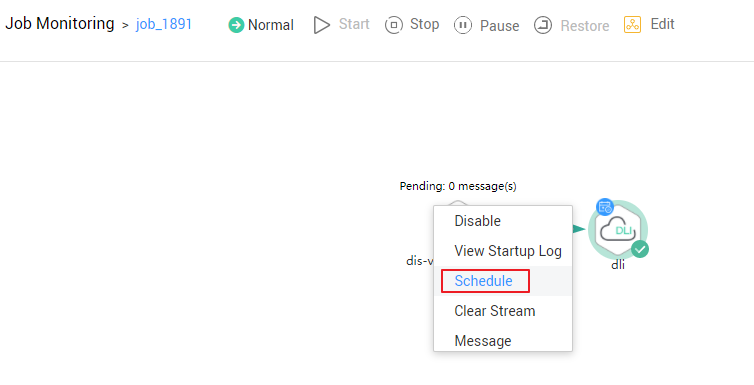 Job Monitoring > job_1891 Normal Start Stop Pause Restore Edit
Pending: 0 message(s)
Disable
DLI
View Startup Log
dis-v
dli
Schedule
Clear Stream
Message